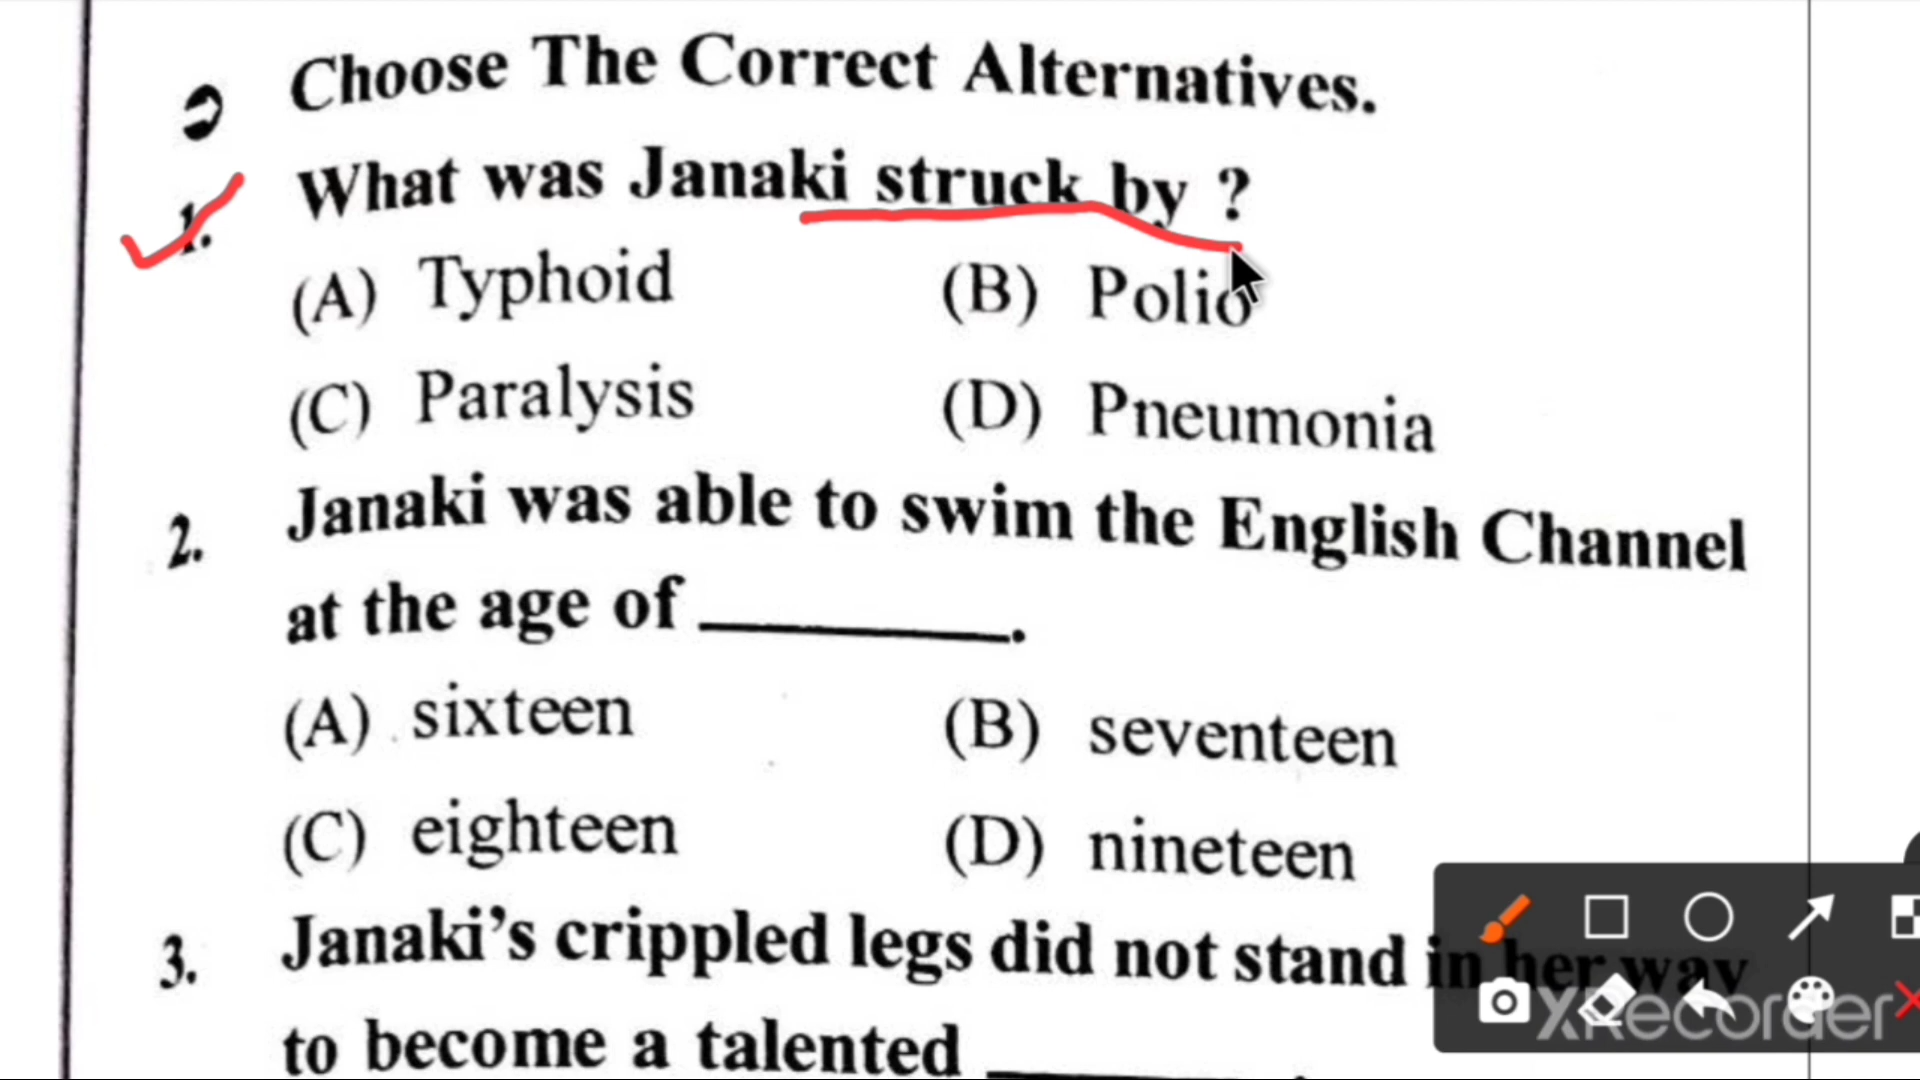 Choose The Correct Alternatives.
1. What was Janaki struck by ?
(A) Typhoid (B) Polio
(C) Paralysis (D) Pneumonia
2. Janaki was able to swim the English Channel
at the age of ________.
(A) sixteen (B) seventeen
(C) eighteen (D) nineteen
3. Janaki's crippled legs did not stand in her way
to become a talented ________.
XRecorder